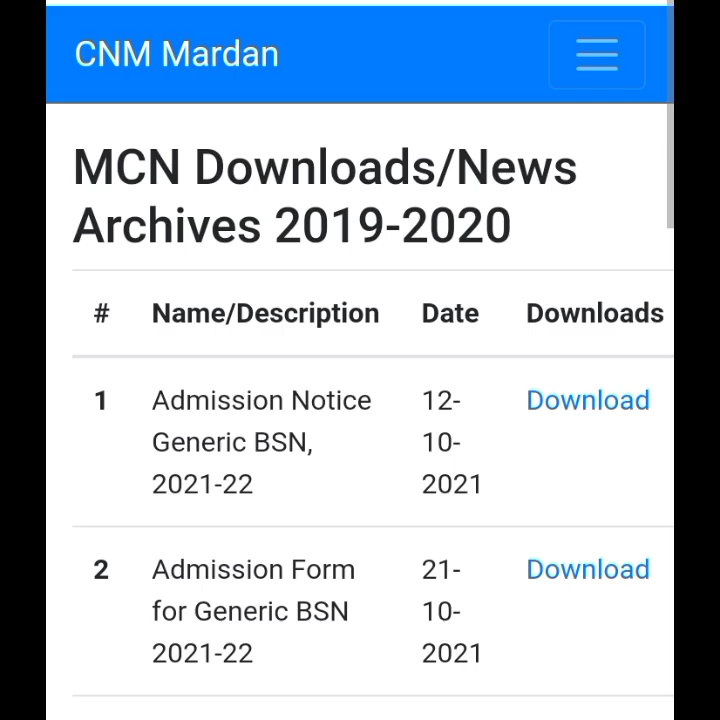 CNM Mardan
MCN Downloads/News
Archives 2019-2020
# Name/Description Date Downloads
1 Admission Notice 12- Download
Generic BSN, 10-
2021-22 2021
2 Admission Form 21- Download
for Generic BSN 10-
2021-22 2021